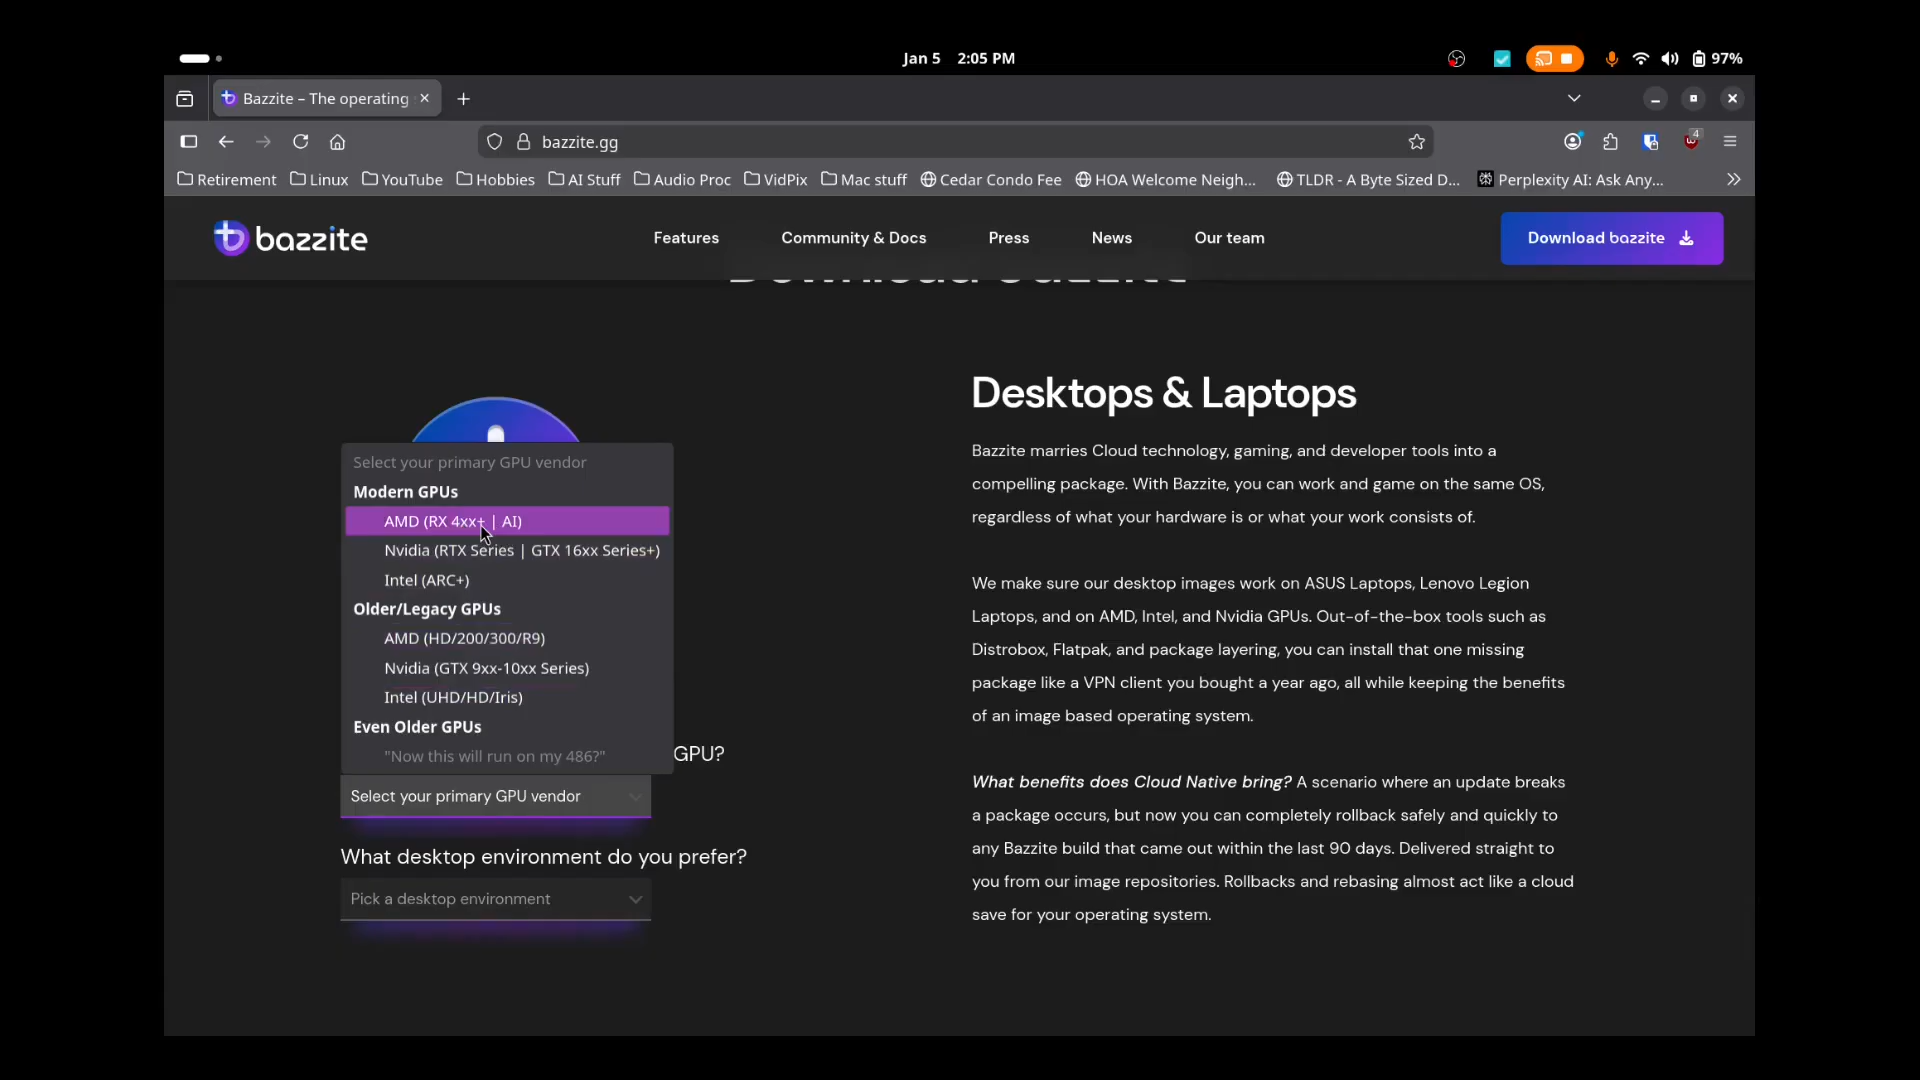 Jan 5 2:05 PM
97%
Bazzite – The operating
bazzite.gg
4
Retirement Linux YouTube Hobbies AI Stuff Audio Proc VidPix Mac stuff Cedar Condo Fee HOA Welcome Neigh... TLDR - A Byte Sized D... Perplexity AI: Ask Any...
bazzite
Features Community & Docs Press News Our team Download bazzite
Download bazzite
Desktops & Laptops
Bazzite marries Cloud technology, gaming, and developer tools into a
compelling package. With Bazzite, you can work and game on the same OS,
regardless of what your hardware is or what your work consists of.
We make sure our desktop images work on ASUS Laptops, Lenovo Legion
Laptops, and on AMD, Intel, and Nvidia GPUs. Out-of-the-box tools such as
Distrobox, Flatpak, and package layering, you can install that one missing
package like a VPN client you bought a year ago, all while keeping the benefits
of an image based operating system.
What benefits does Cloud Native bring? A scenario where an update breaks
a package occurs, but now you can completely rollback safely and quickly to
any Bazzite build that came out within the last 90 days. Delivered straight to
you from our image repositories. Rollbacks and rebasing almost act like a cloud
save for your operating system.
Select your primary GPU vendor
Modern GPUs
AMD (RX 4xx+ | AI)
Nvidia (RTX Series | GTX 16xx Series+)
Intel (ARC+)
Older/Legacy GPUs
AMD (HD/200/300/R9)
Nvidia (GTX 9xx-10xx Series)
Intel (UHD/HD/Iris)
Even Older GPUs
"Now this will run on my 486?"
GPU?
Select your primary GPU vendor
What desktop environment do you prefer?
Pick a desktop environment